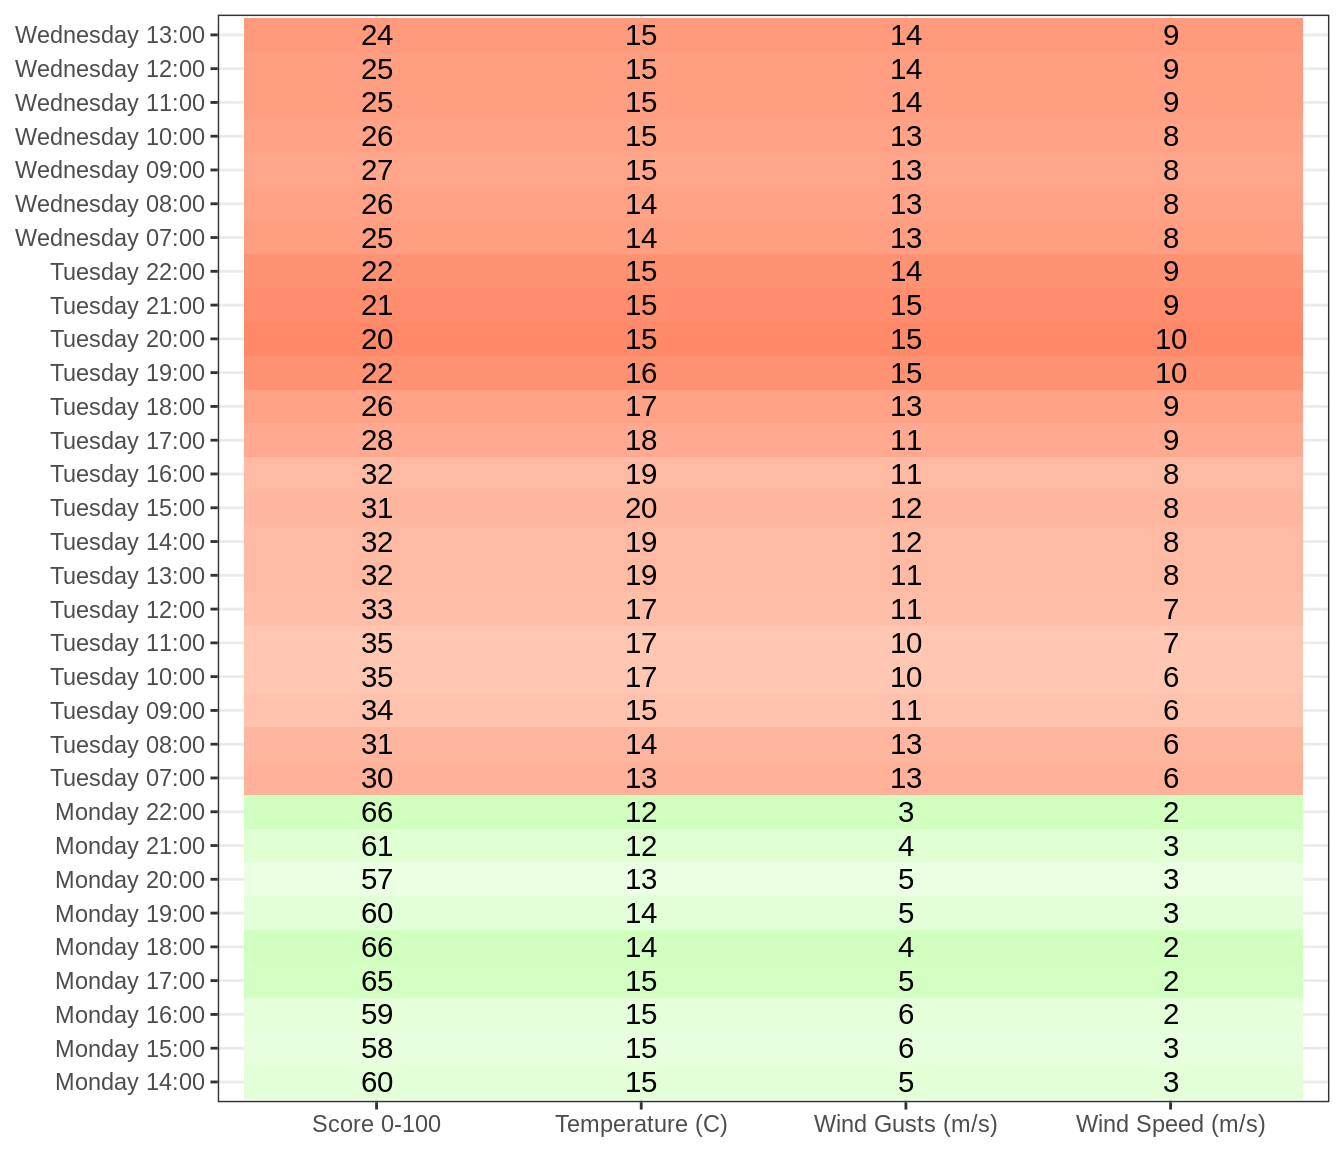 Wednesday 13:00 24 15 14 9
Wednesday 12:00 25 15 14 9
Wednesday 11:00 25 15 14 9
Wednesday 10:00 26 15 13 8
Wednesday 09:00 27 15 13 8
Wednesday 08:00 26 14 13 8
Wednesday 07:00 25 14 13 8
Tuesday 22:00 22 15 14 9
Tuesday 21:00 21 15 15 9
Tuesday 20:00 20 15 15 10
Tuesday 19:00 22 16 15 10
Tuesday 18:00 26 17 13 9
Tuesday 17:00 28 18 11 9
Tuesday 16:00 32 19 11 8
Tuesday 15:00 31 20 12 8
Tuesday 14:00 32 19 12 8
Tuesday 13:00 32 19 11 8
Tuesday 12:00 33 17 11 7
Tuesday 11:00 35 17 10 7
Tuesday 10:00 35 17 10 6
Tuesday 09:00 34 15 11 6
Tuesday 08:00 31 14 13 6
Tuesday 07:00 30 13 13 6
Monday 22:00 66 12 3 2
Monday 21:00 61 12 4 3
Monday 20:00 57 13 5 3
Monday 19:00 60 14 5 3
Monday 18:00 66 14 4 2
Monday 17:00 65 15 5 2
Monday 16:00 59 15 6 2
Monday 15:00 58 15 6 3
Monday 14:00 60 15 5 3
Score 0-100 Temperature (C) Wind Gusts (m/s) Wind Speed (m/s)